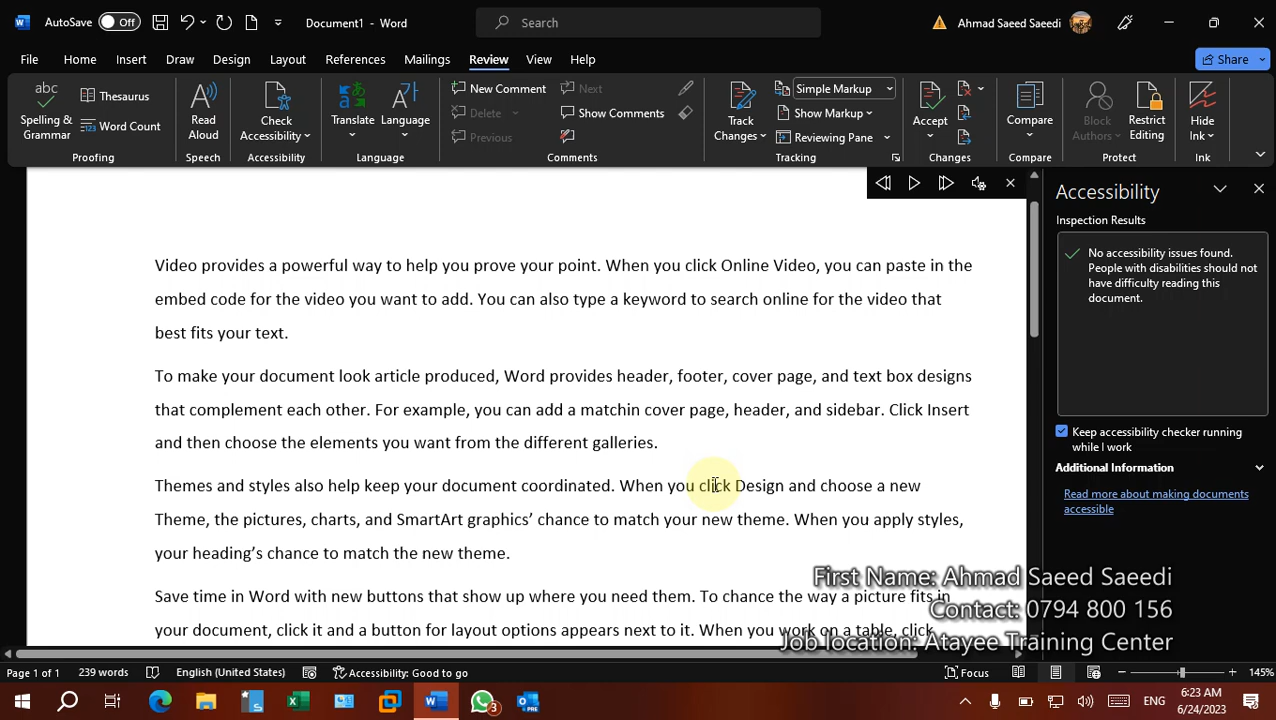 AutoSave Off Document1 - Word Search Ahmad Saeed Saeedi
File Home Insert Draw Design Layout References Mailings Review View Help Share
abc Spelling & Grammar
Thesaurus
Word Count
Proofing
Read Aloud
Speech
Check Accessibility
Accessibility
Translate
Language
Language
New Comment
Delete
Previous
Next
Show Comments
Comments
Track Changes
Simple Markup
Show Markup
Reviewing Pane
Tracking
Accept
Changes
Compare
Compare
Block Authors
Restrict Editing
Protect
Hide Ink
Ink
Video provides a powerful way to help you prove your point. When you click Online Video, you can paste in the
embed code for the video you want to add. You can also type a keyword to search online for the video that
best fits your text.
To make your document look article produced, Word provides header, footer, cover page, and text box designs
that complement each other. For example, you can add a matchin cover page, header, and sidebar. Click Insert
and then choose the elements you want from the different galleries.
Themes and styles also help keep your document coordinated. When you click Design and choose a new
Theme, the pictures, charts, and SmartArt graphics’ chance to match your new theme. When you apply styles,
your heading’s chance to match the new theme.
Save time in Word with new buttons that show up where you need them. To chance the way a picture fits in
your document, click it and a button for layout options appears next to it. When you work on a table, click
Accessibility
Inspection Results
No accessibility issues found.
People with disabilities should not
have difficulty reading this
document.
Keep accessibility checker running
while I work
Additional Information
Read more about making documents
accessible
First Name: Ahmad Saeed Saeedi
Contact: 0794 800 156
Job location: Atayee Training Center
Page 1 of 1 239 words English (United States) Accessibility: Good to go Focus 145%
3 PRE ENG 6:23 AM
6/24/2023